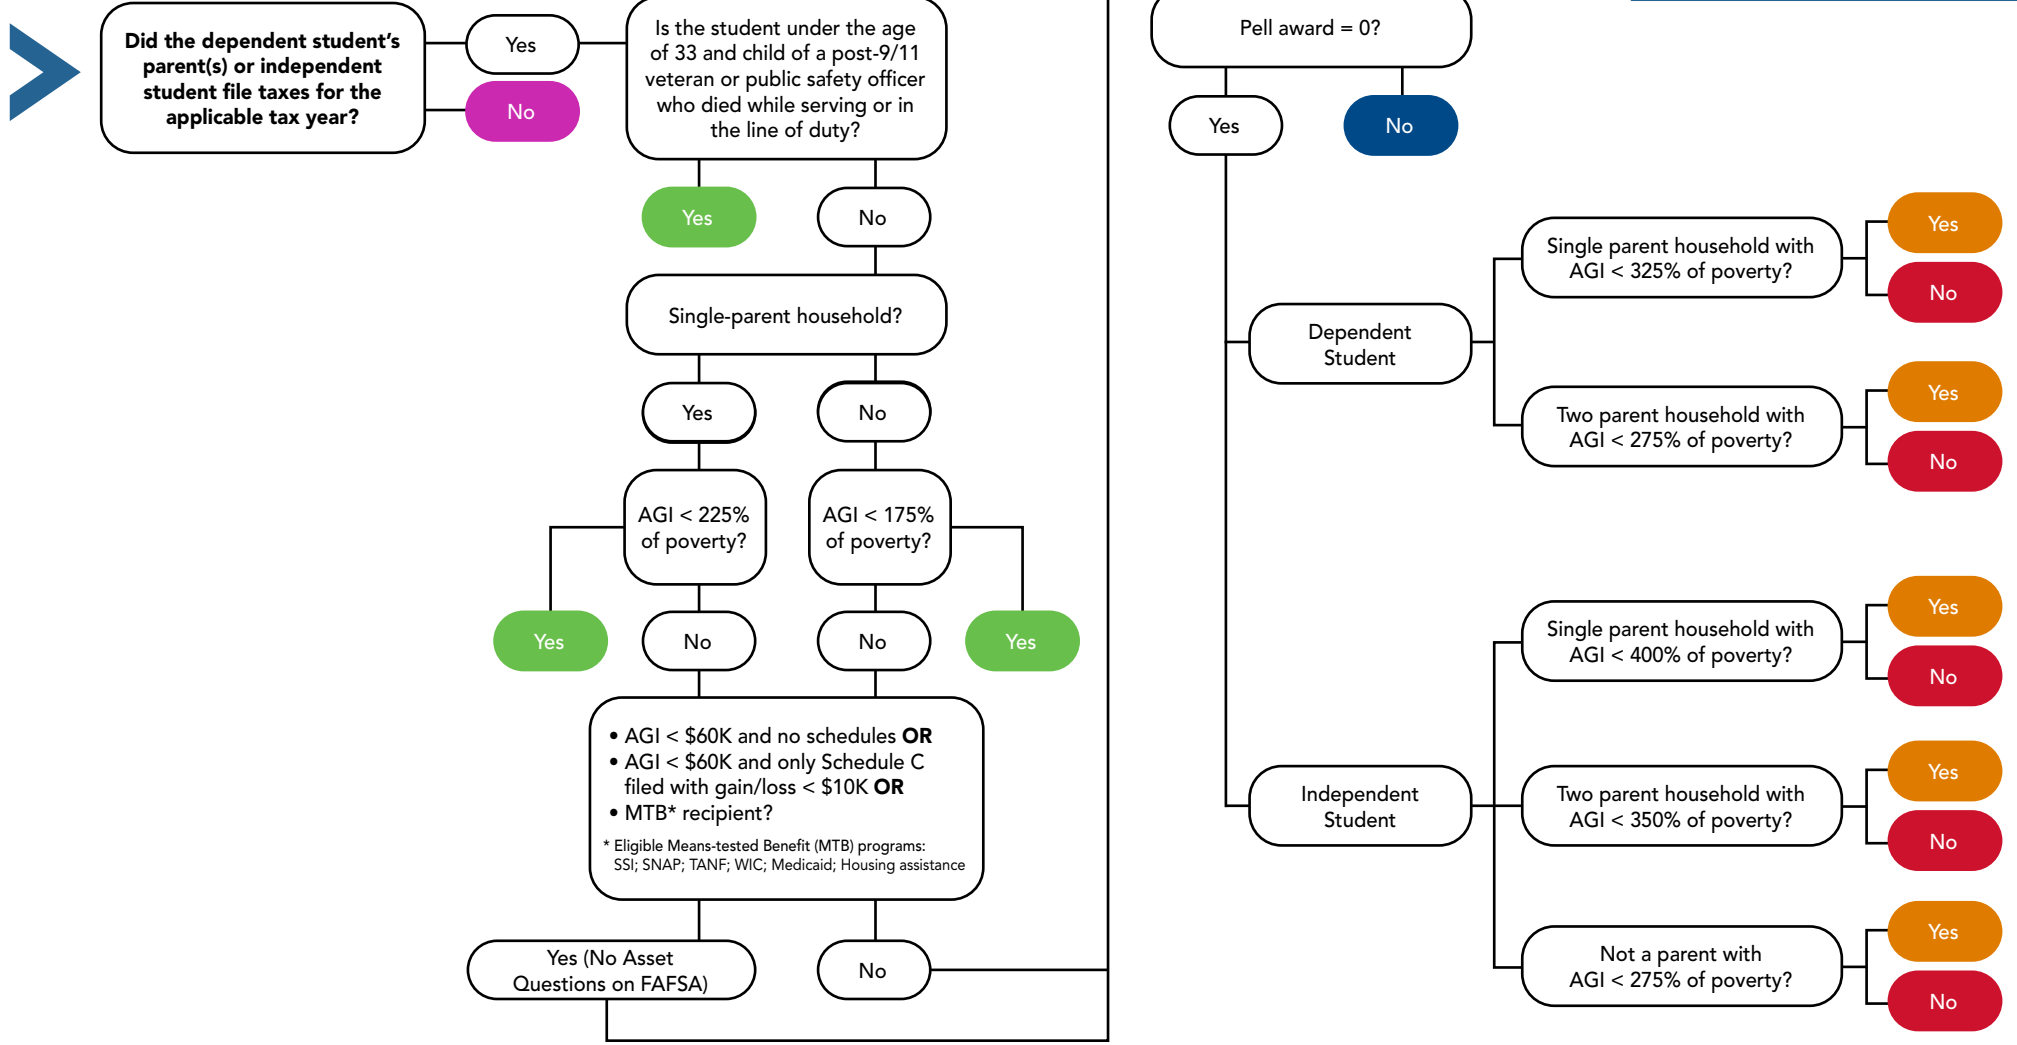 Did the dependent student's
parent(s) or independent
student file taxes for the
applicable tax year?
Yes
No
Is the student under the age
of 33 and child of a post-9/11
veteran or public safety officer
who died while serving or in
the line of duty?
Yes
No
Single-parent household?
Yes
No
AGI < 225%
of poverty?
AGI < 175%
of poverty?
Yes
No
No
Yes
• AGI < $60K and no schedules OR
• AGI < $60K and only Schedule C
filed with gain/loss < $10K OR
• MTB* recipient?
* Eligible Means-tested Benefit (MTB) programs:
SSI; SNAP; TANF; WIC; Medicaid; Housing assistance
Yes (No Asset
Questions on FAFSA)
No
Pell award = 0?
Yes
No
Dependent
Student
Single parent household with
AGI < 325% of poverty?
Yes
No
Two parent household with
AGI < 275% of poverty?
Yes
No
Independent
Student
Single parent household with
AGI < 400% of poverty?
Yes
No
Two parent household with
AGI < 350% of poverty?
Yes
No
Not a parent with
AGI < 275% of poverty?
Yes
No